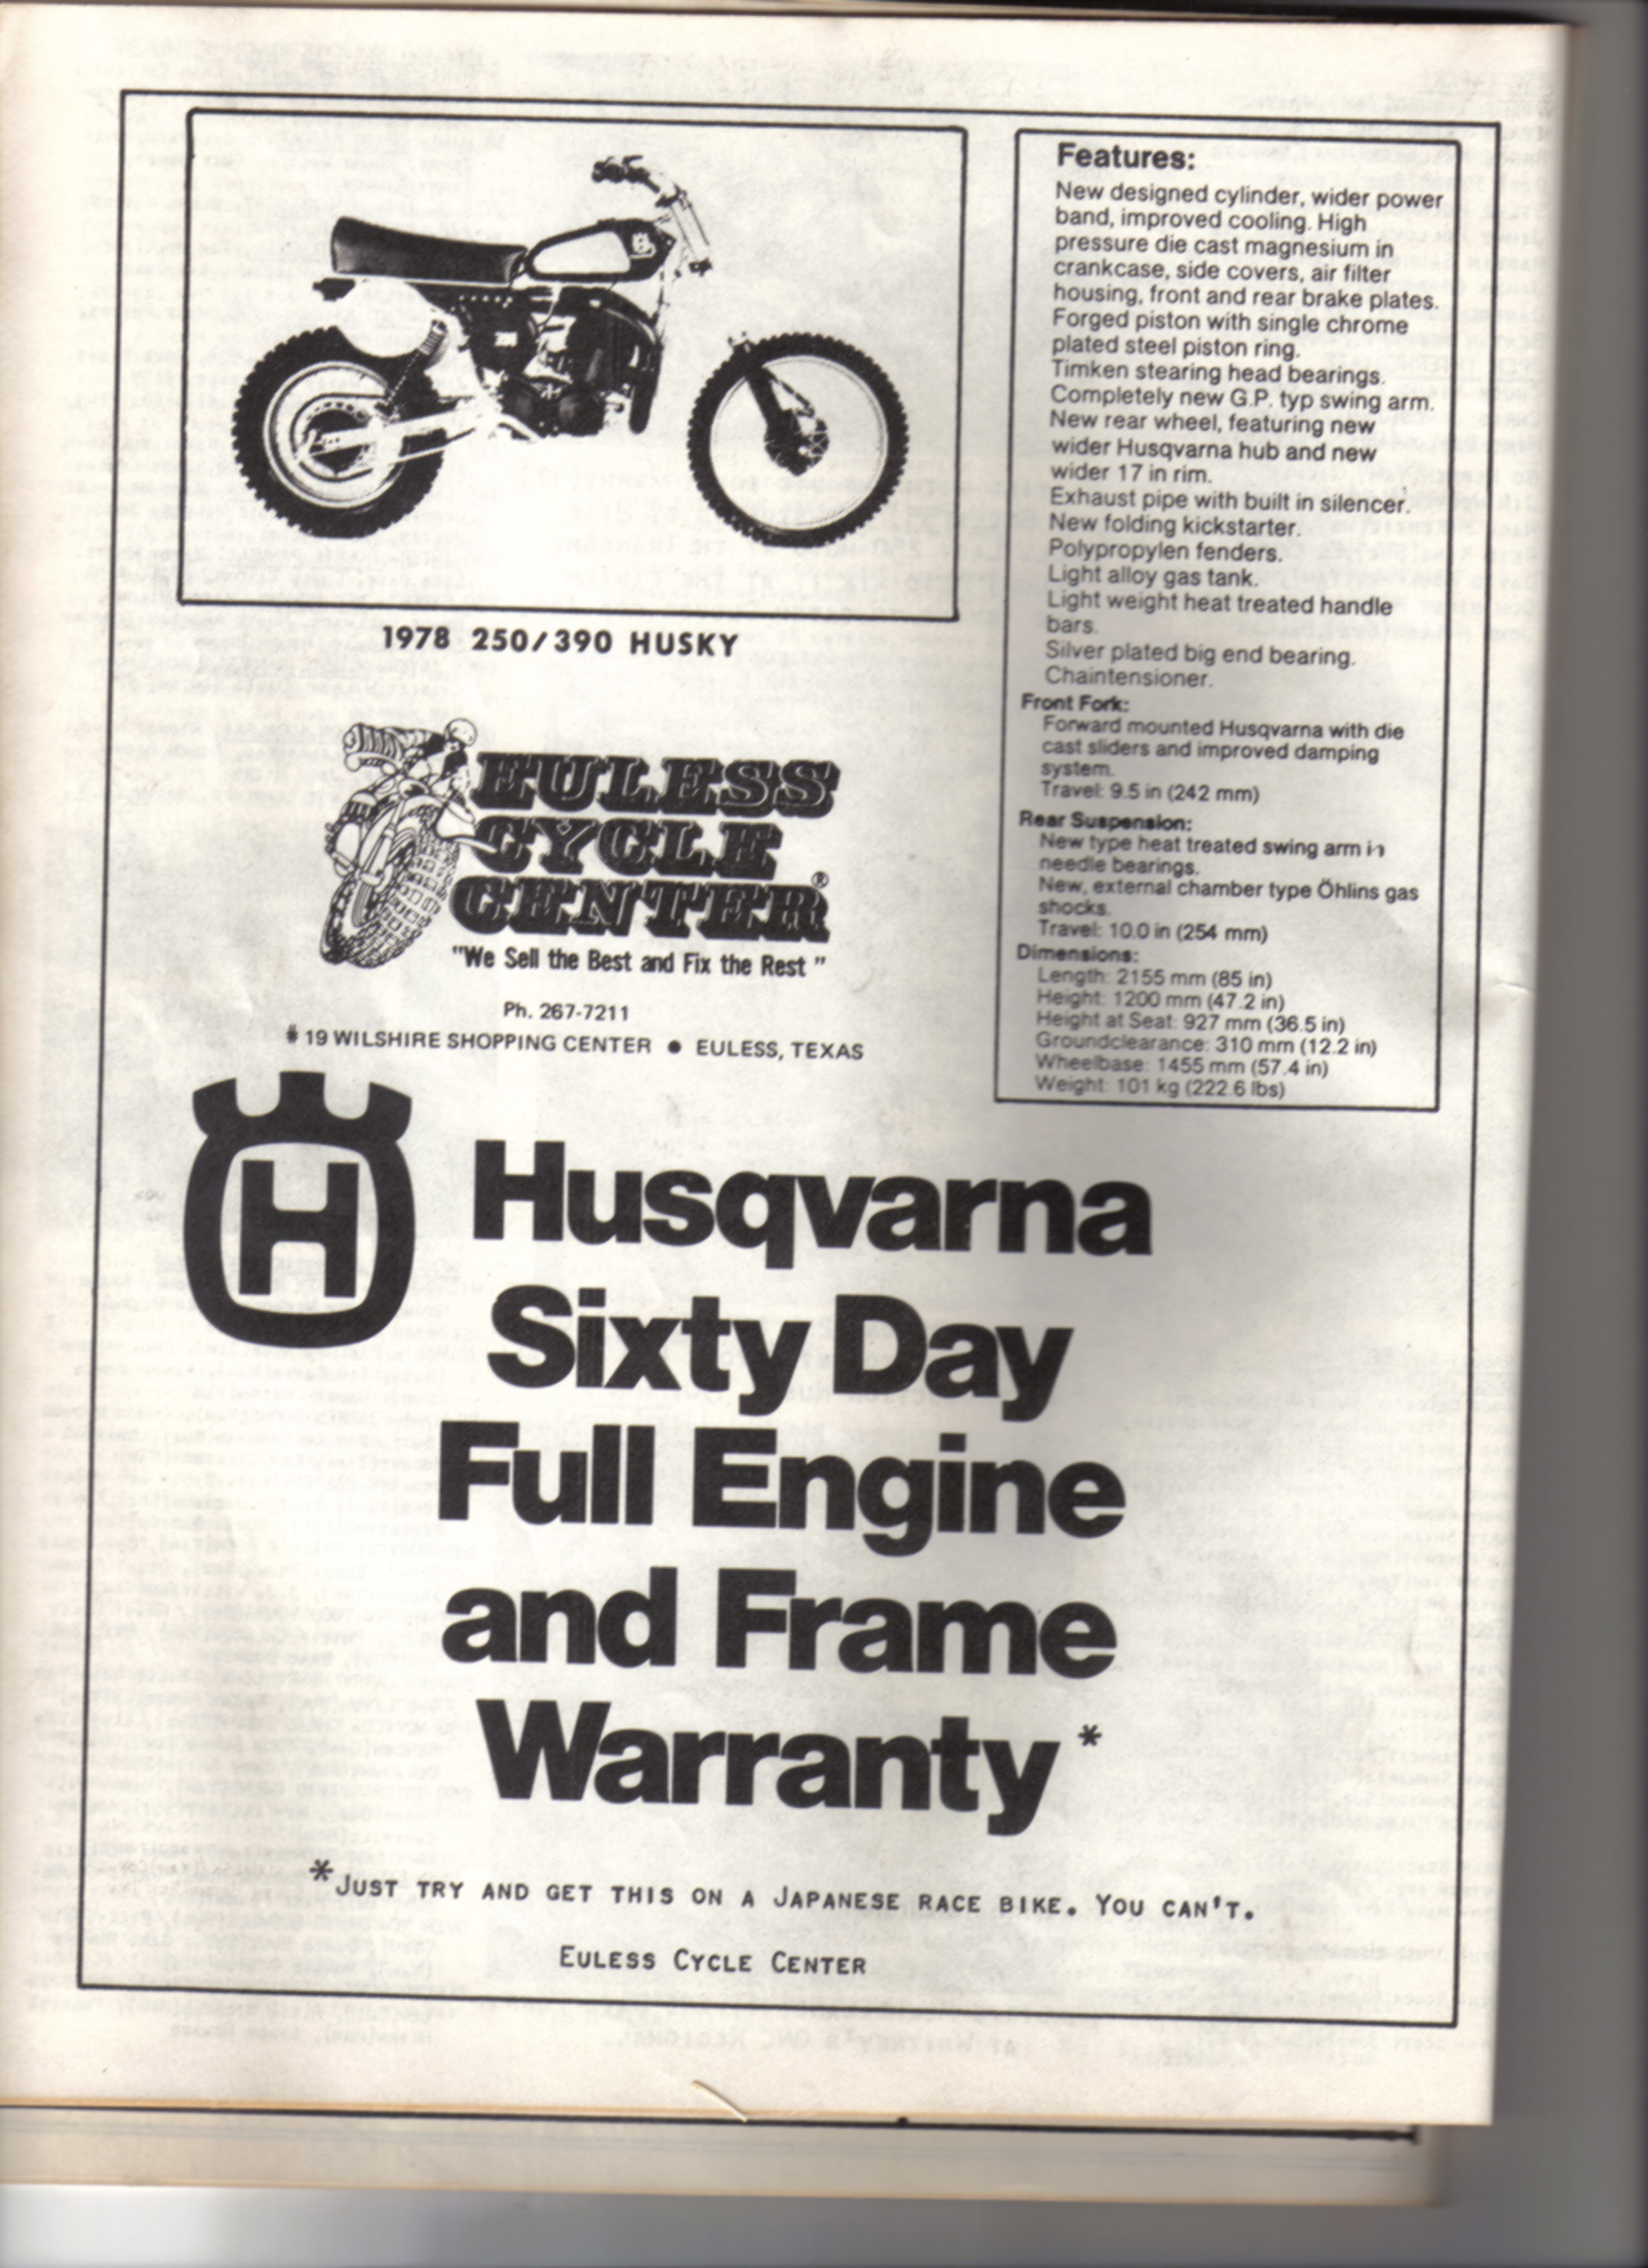 1978 250/390 HUSKY
EULESS
CYCLE
CENTER®
"We Sell the Best and Fix the Rest"
Ph. 267-7211
#19 WILSHIRE SHOPPING CENTER ● EULESS, TEXAS
Features:
New designed cylinder, wider power
band, improved cooling. High
pressure die cast magnesium in
crankcase, side covers, air filter
housing, front and rear brake plates.
Forged piston with single chrome
plated steel piston ring.
Timken stearing head bearings.
Completely new G.P. typ swing arm.
New rear wheel, featuring new
wider Husqvarna hub and new
wider 17 in rim.
Exhaust pipe with built in silencer.
New folding kickstarter.
Polypropylen fenders.
Light alloy gas tank.
Light weight heat treated handle
bars.
Silver plated big end bearing.
Chaintensioner.
Front Fork:
Forward mounted Husqvarna with die
cast sliders and improved damping
system.
Travel: 9.5 in (242 mm)
Rear Suspension:
New type heat treated swing arm in
needle bearings.
New, external chamber type Öhlins gas
shocks.
Travel: 10.0 in (254 mm)
Dimensions:
Length: 2155 mm (85 in)
Height: 1200 mm (47.2 in)
Height at Seat: 927 mm (36.5 in)
Groundclearance: 310 mm (12.2 in)
Wheelbase: 1455 mm (57.4 in)
Weight: 101 kg (222.6 lbs)
H
Husqvarna
Sixty Day
Full Engine
and Frame
Warranty*
*JUST TRY AND GET THIS ON A JAPANESE RACE BIKE. YOU CAN'T.
EULESS CYCLE CENTER